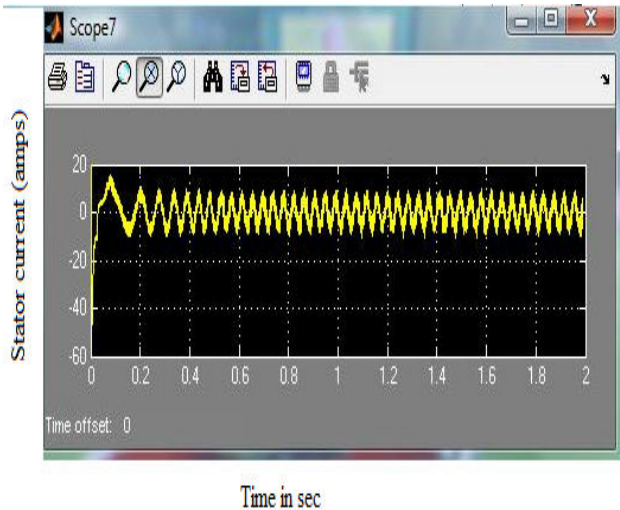 Scope7
Stator current (amps)
20
0
-20
-40
-60
0 0.2 0.4 0.6 0.8 1 1.2 1.4 1.6 1.8 2
Time offset: 0
Time in sec